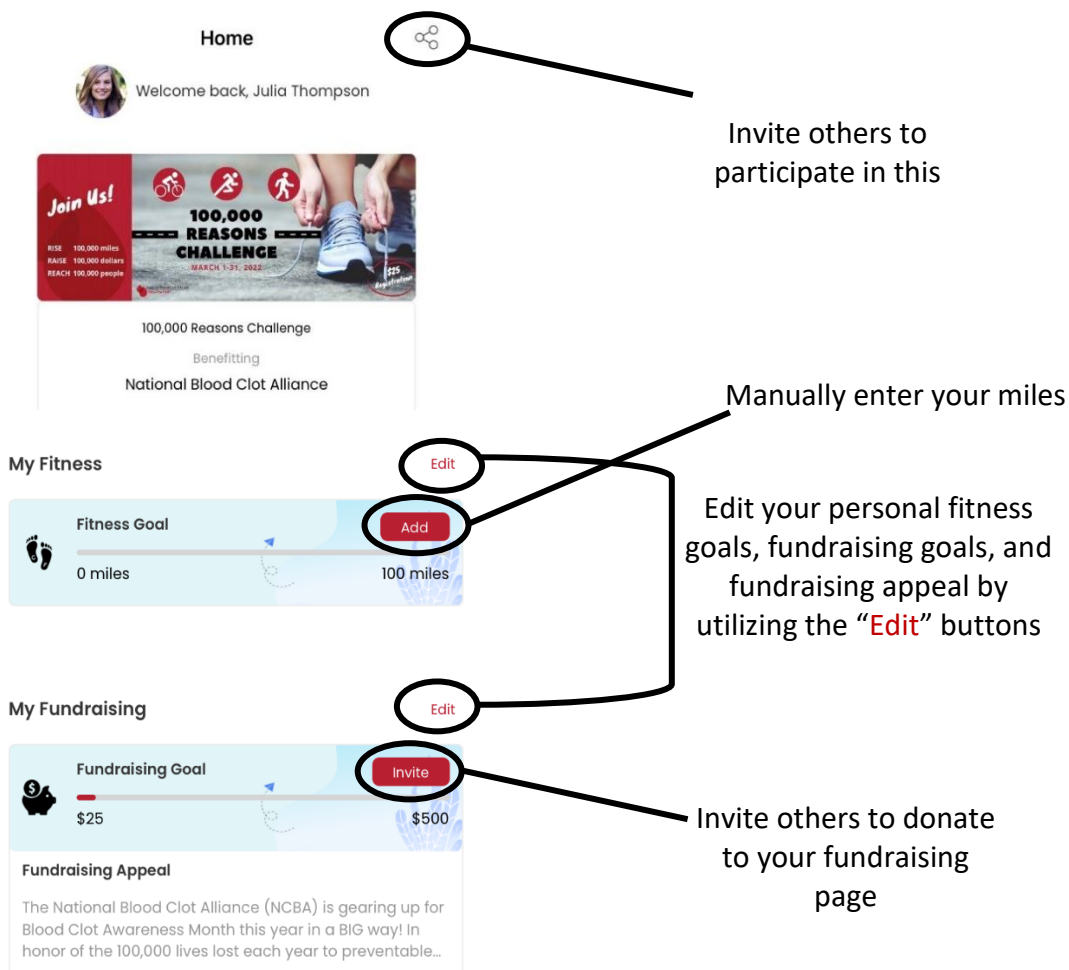 Home
Welcome back, Julia Thompson
Invite others to
participate in this
Join Us!
RISE 100,000 miles
RAISE 100,000 dollars
REACH 100,000 people
100,000
REASONS
CHALLENGE
MARCH 1-31, 2022
$25
Registration
100,000 Reasons Challenge
Benefitting
National Blood Clot Alliance
Manually enter your miles
My Fitness
Edit
Fitness Goal
Add
0 miles
100 miles
Edit your personal fitness
goals, fundraising goals, and
fundraising appeal by
utilizing the “Edit” buttons
My Fundraising
Edit
Fundraising Goal
Invite
$25
$500
Invite others to donate
to your fundraising
page
Fundraising Appeal
The National Blood Clot Alliance (NCBA) is gearing up for
Blood Clot Awareness Month this year in a BIG way! In
honor of the 100,000 lives lost each year to preventable...